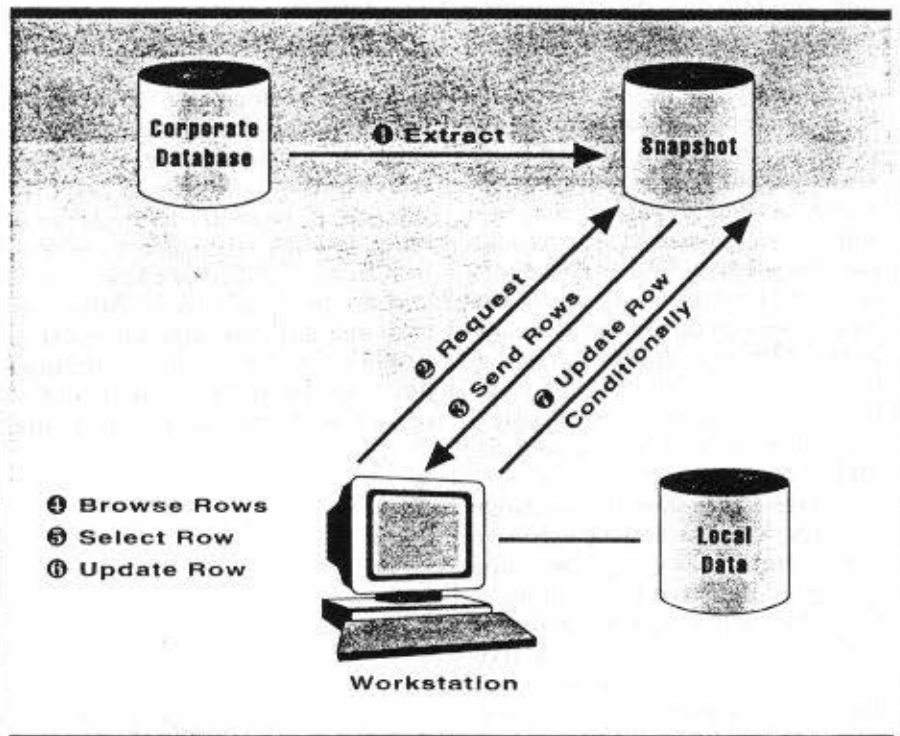 Corporate
Database
❶ Extract
Snapshot
❷ Request
❸ Send Rows
❼ Update Row
Conditionally
❹ Browse Rows
❺ Select Row
❻ Update Row
Local
Data
Workstation